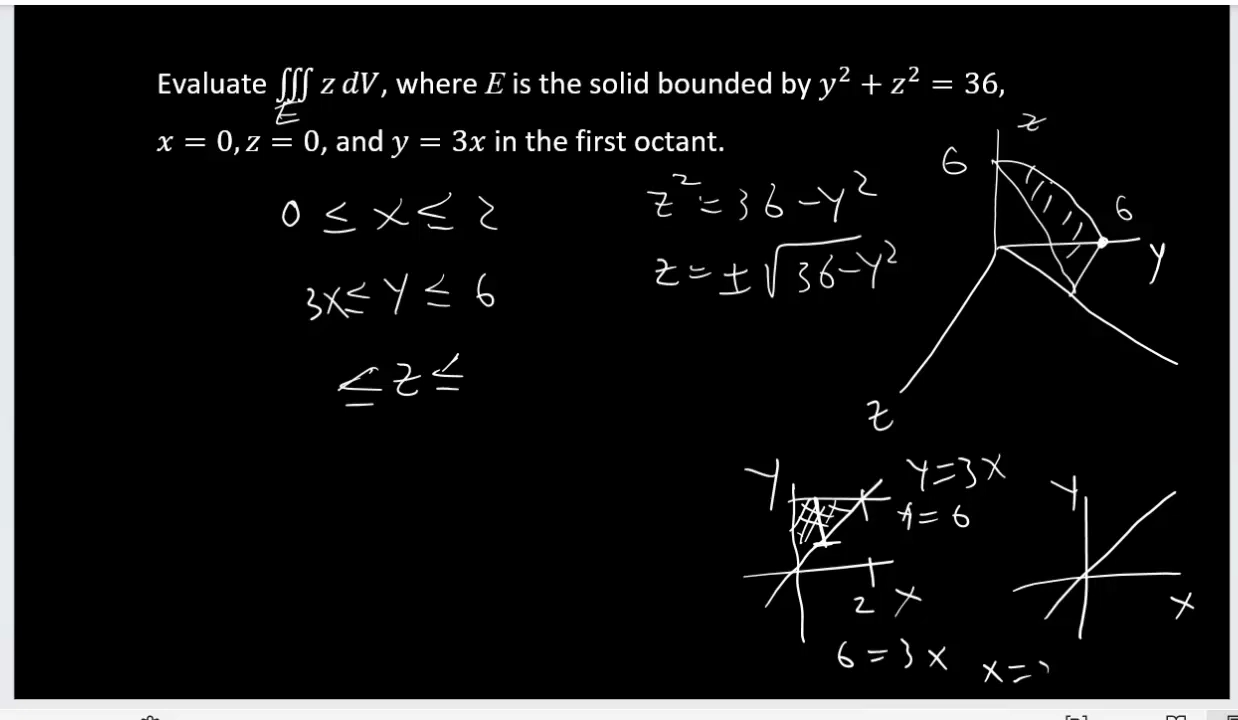 Evaluate ∭ z dV, where E is the solid bounded by y² + z² = 36,
E
x = 0, z = 0, and y = 3x in the first octant.
z
6
0 ≤ x ≤ 2
z² = 36 - y²
6
y
3x ≤ y ≤ 6
z = ± √36 - y²
≤ z ≤
z
y
y = 3x
y = 6
y
2
x
x
6 = 3x
x =